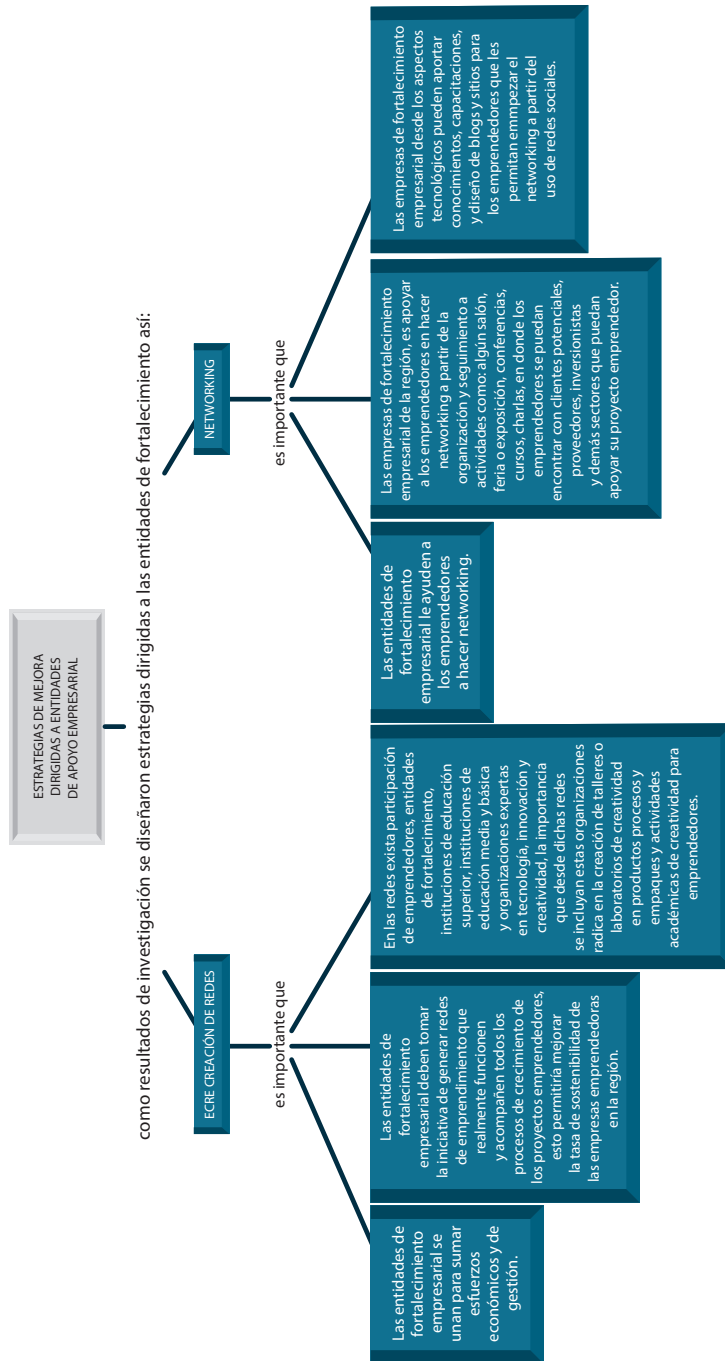 ESTRATEGIAS DE MEJORA
DIRIGIDAS A ENTIDADES
DE APOYO EMPRESARIAL
como resultados de investigación se diseñaron estrategias dirigidas a las entidades de fortalecimiento así:
ECRE CREACIÓN DE REDES
es importante que
Las entidades de
fortalecimiento
empresarial se
unan para sumar
esfuerzos
económicos y de
gestión.
Las entidades de
fortalecimiento
empresarial deben tomar
la iniciativa de generar redes
de emprendimiento que
realmente funcionen
y acompañen todos los
procesos de crecimiento de
los proyectos emprendedores,
esto permitiría mejorar
la tasa de sostenibilidad de
las empresas emprendedoras
en la región.
En las redes exista participación
de emprendedores, entidades
de fortalecimiento,
instituciones de educación
superior, instituciones de
educación media y básica
y organizaciones expertas
en tecnología, innovación y
creatividad, la importancia
que desde dichas redes
se incluyan estas organizaciones
radica en la creación de talleres o
laboratorios de creatividad
en productos procesos y
empaques y actividades
académicas de creatividad para
emprendedores.
NETWORKING
es importante que
Las entidades de
fortalecimiento
empresarial le ayuden a
los emprendedores
a hacer networking.
Las empresas de fortalecimiento
empresarial de la región, es apoyar
a los emprendedores en hacer
networking a partir de la
organización y seguimiento a
actividades como: algún salón,
feria o exposición, conferencias,
cursos, charlas, en donde los
emprendedores se puedan
encontrar con clientes potenciales,
proveedores, inversionistas
y demás sectores que puedan
apoyar su proyecto emprendedor.
Las empresas de fortalecimiento
empresarial desde los aspectos
tecnológicos pueden aportar
conocimientos, capacitaciones,
y diseño de blogs y sitios para
los emprendedores que les
permitan emmpezar el
networking a partir del
uso de redes sociales.